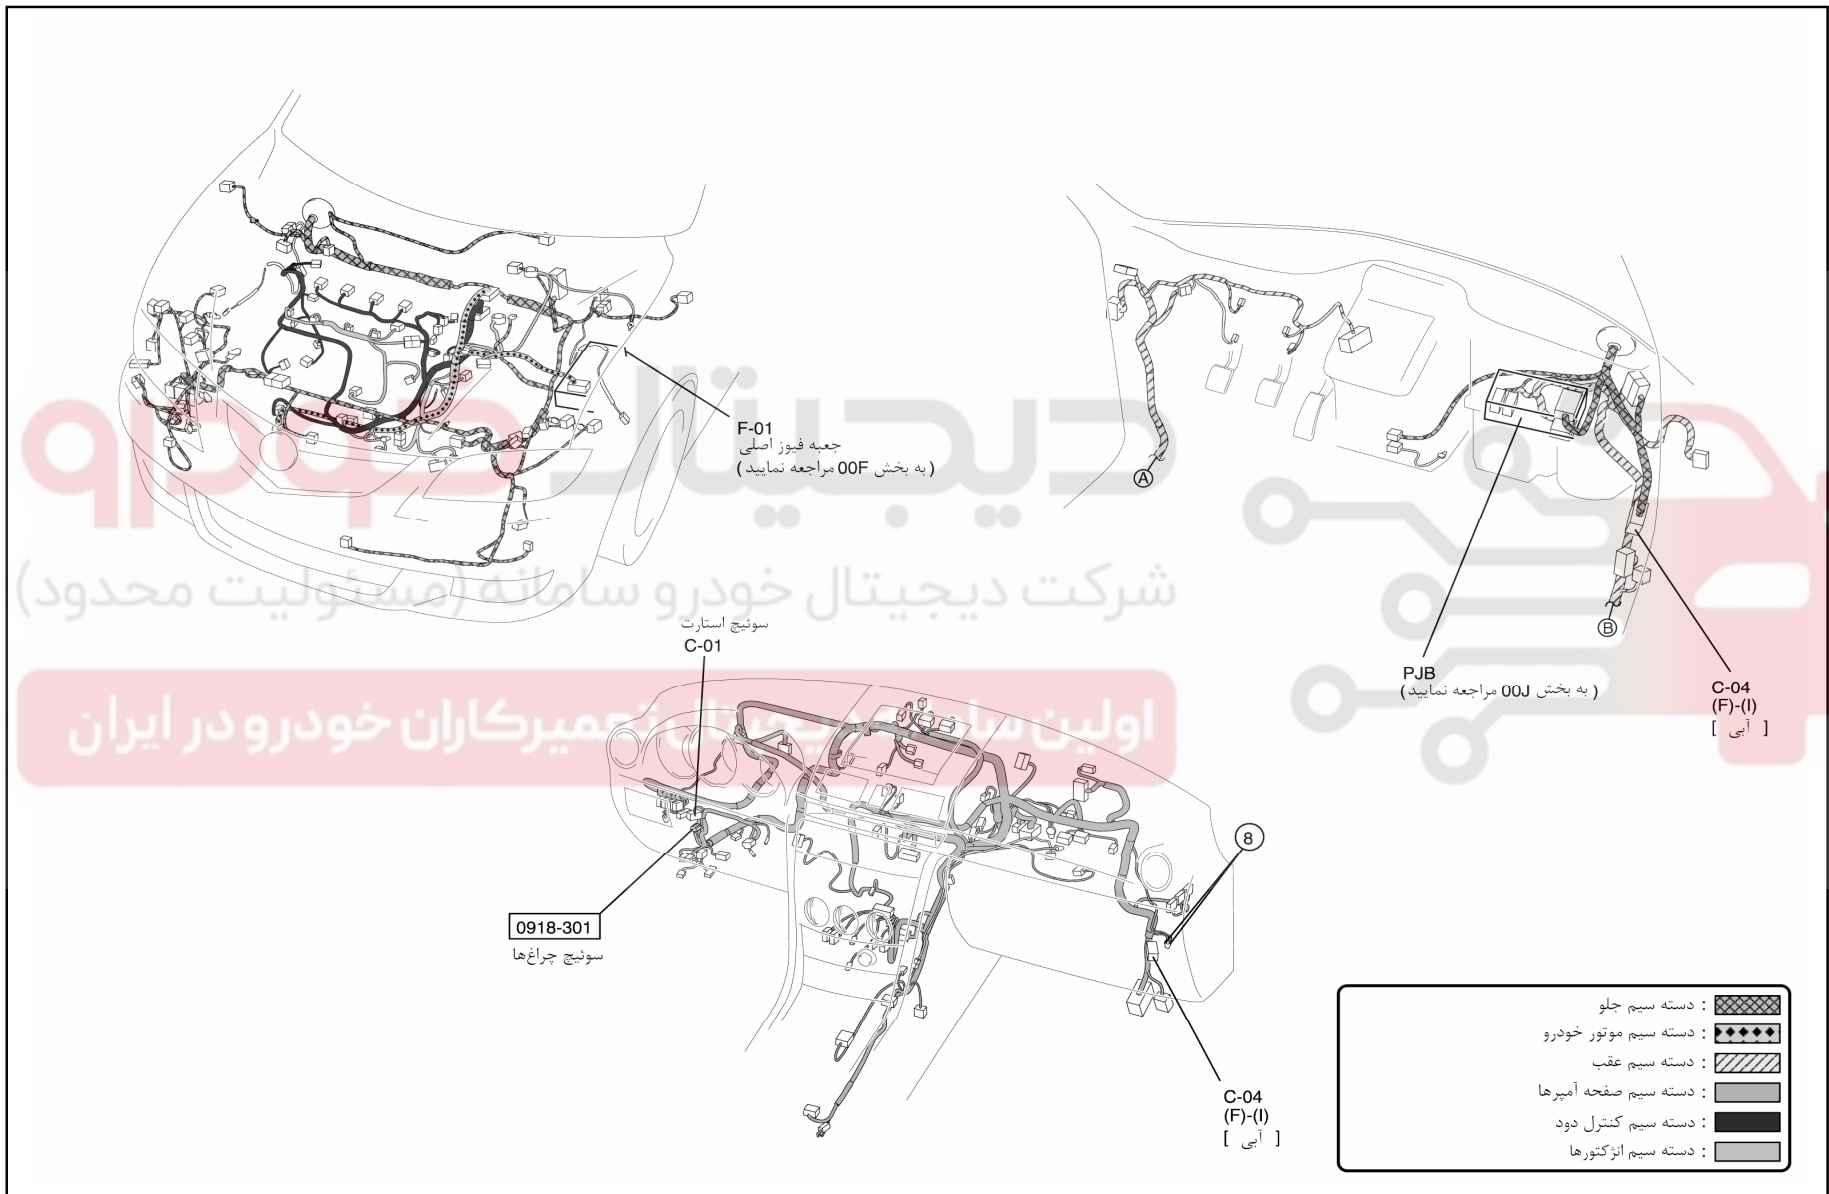 F-01
جعبه فیوز اصلی
(به بخش 00F مراجعه نمایید)
A
B
PJB
(به بخش 00J مراجعه نمایید)
C-04
(F)-(I)
[ آبی ]
دیجیتال خودرو
شرکت دیجیتال خودرو سامانه (مسئولیت محدود)
اولین سامانه دیجیتال تعمیرکاران خودرو در ایران
سوئیچ استارت
C-01
8
0918-301
سوئیچ چراغ‌ها
C-04
(F)-(I)
[ آبی ]
: دسته سیم جلو
: دسته سیم موتور خودرو
: دسته سیم عقب
: دسته سیم صفحه آمپرها
: دسته سیم کنترل دود
: دسته سیم انژکتورها